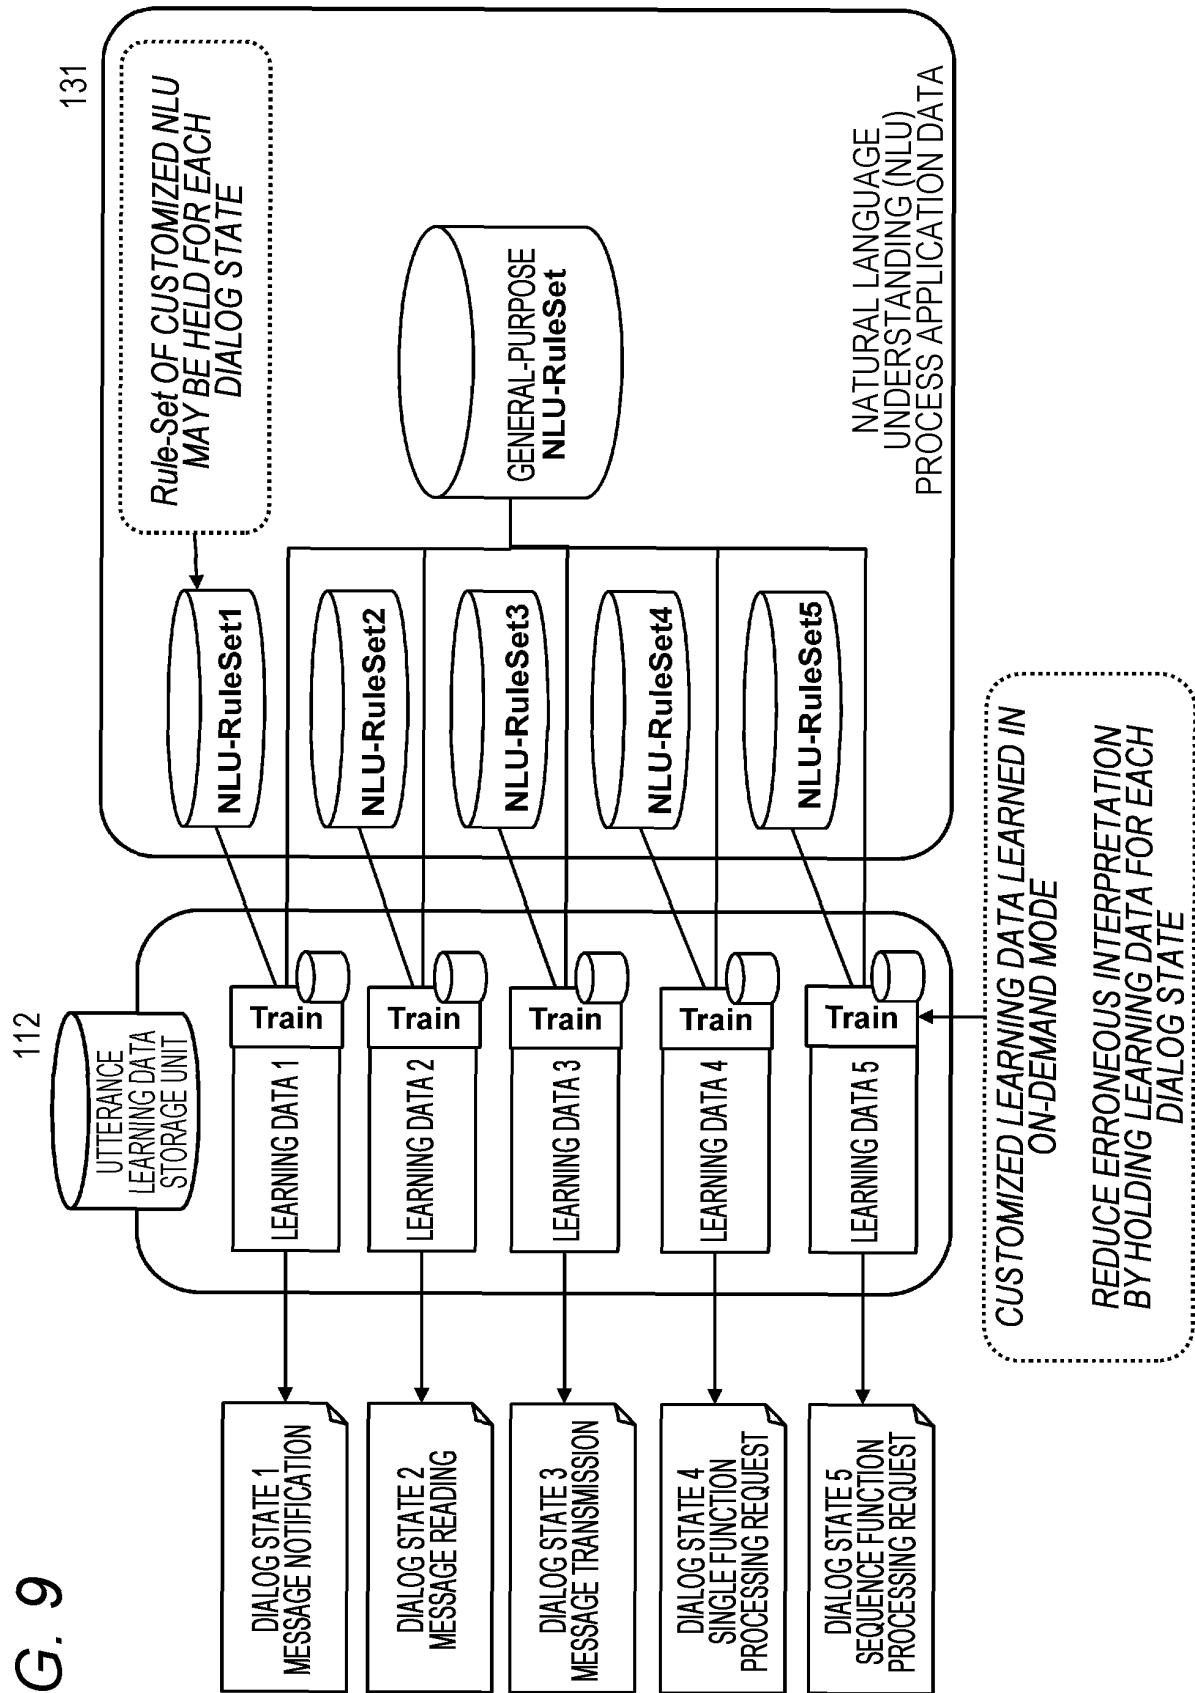 G. 9
DIALOG STATE 1
MESSAGE NOTIFICATION
DIALOG STATE 2
MESSAGE READING
DIALOG STATE 3
MESSAGE TRANSMISSION
DIALOG STATE 4
SINGLE FUNCTION
PROCESSING REQUEST
DIALOG STATE 5
SEQUENCE FUNCTION
PROCESSING REQUEST
112
UTTERANCE
LEARNING DATA
STORAGE UNIT
LEARNING DATA 1
Train
LEARNING DATA 2
Train
LEARNING DATA 3
Train
LEARNING DATA 4
Train
LEARNING DATA 5
Train
CUSTOMIZED LEARNING DATA LEARNED IN
ON-DEMAND MODE
REDUCE ERRONEOUS INTERPRETATION
BY HOLDING LEARNING DATA FOR EACH
DIALOG STATE
131
Rule-Set OF CUSTOMIZED NLU
MAY BE HELD FOR EACH
DIALOG STATE
NLU-RuleSet1
NLU-RuleSet2
NLU-RuleSet3
NLU-RuleSet4
NLU-RuleSet5
GENERAL-PURPOSE
NLU-RuleSet
NATURAL LANGUAGE
UNDERSTANDING (NLU)
PROCESS APPLICATION DATA